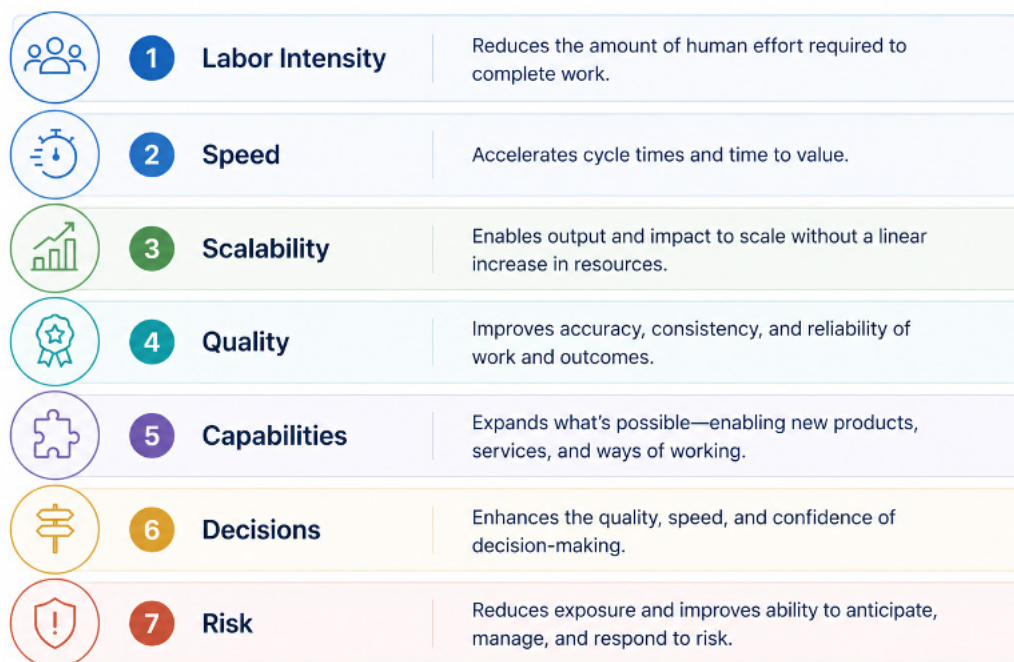 1
Labor Intensity
Reduces the amount of human effort required to
complete work.
2
Speed
Accelerates cycle times and time to value.
3
Scalability
Enables output and impact to scale without a linear
increase in resources.
4
Quality
Improves accuracy, consistency, and reliability of
work and outcomes.
5
Capabilities
Expands what’s possible—enabling new products,
services, and ways of working.
6
Decisions
Enhances the quality, speed, and confidence of
decision-making.
7
Risk
Reduces exposure and improves ability to anticipate,
manage, and respond to risk.